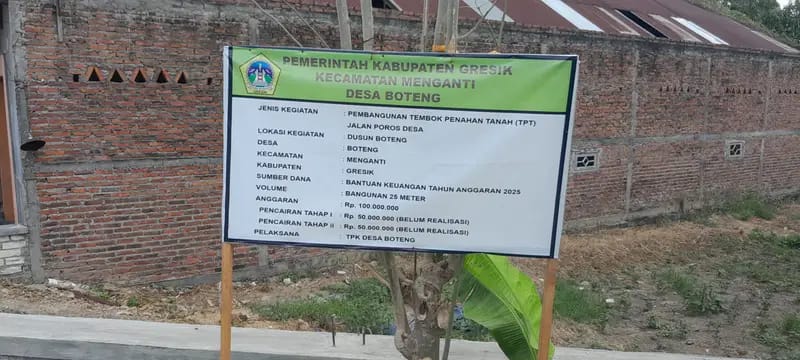 PEMERINTAH KABUPATEN GRESIK
KECAMATAN MENGANTI
DESA BOTENG
JENIS KEGIATAN : PEMBANGUNAN TEMBOK PENAHAN TANAH (TPT)
JALAN POROS DESA
LOKASI KEGIATAN : DUSUN BOTENG
DESA : BOTENG
KECAMATAN : MENGANTI
KABUPATEN : GRESIK
SUMBER DANA : BANTUAN KEUANGAN TAHUN ANGGARAN 2025
VOLUME : BANGUNAN 25 METER
ANGGARAN : Rp. 100.000.000
PENCAIRAN TAHAP I : Rp. 50.000.000 (BELUM REALISASI)
PENCAIRAN TAHAP II : Rp. 50.000.000 (BELUM REALISASI)
PELAKSANA : TPK DESA BOTENG